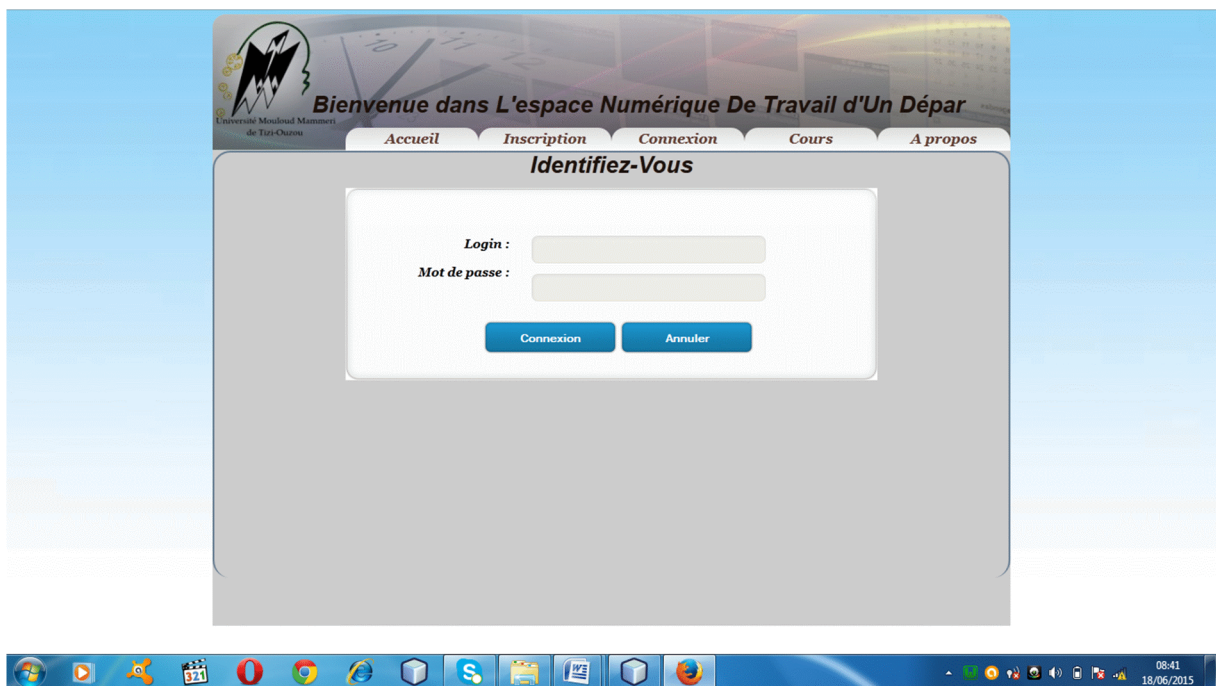 Bienvenue dans L'espace Numérique De Travail d'Un Dépar
Université Mouloud Mammeri
de Tizi-Ouzou
Accueil Inscription Connexion Cours A propos
Identifiez-Vous
Login :
Mot de passe :
Connexion Annuler
321
08:41
18/06/2015